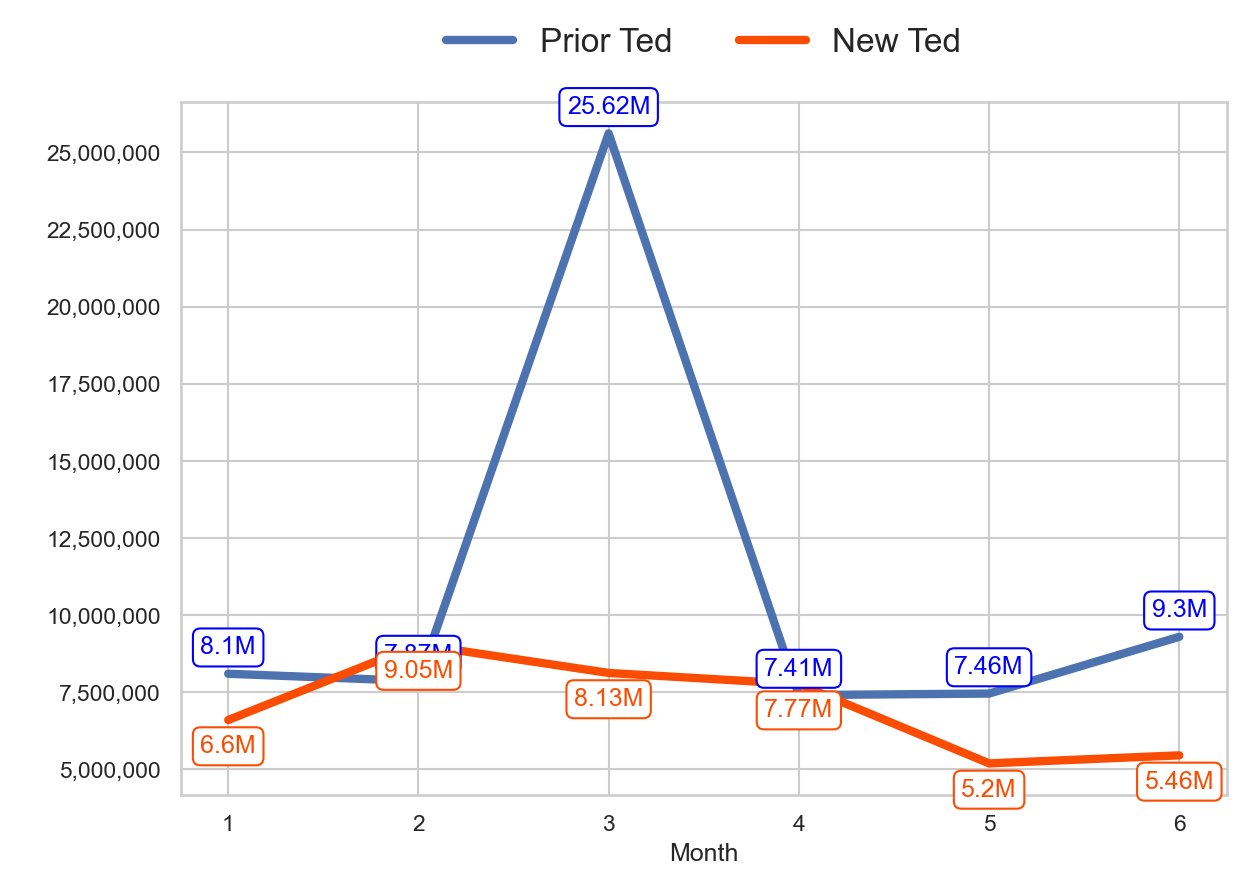 Prior Ted New Ted
25.62M
25,000,000
22,500,000
20,000,000
17,500,000
15,000,000
12,500,000
10,000,000
8.1M 7.87M 7.41M 7.46M 9.3M
7,500,000
6.6M 9.05M 8.13M 7.77M 5.2M 5.46M
5,000,000
1 2 3 4 5 6
Month